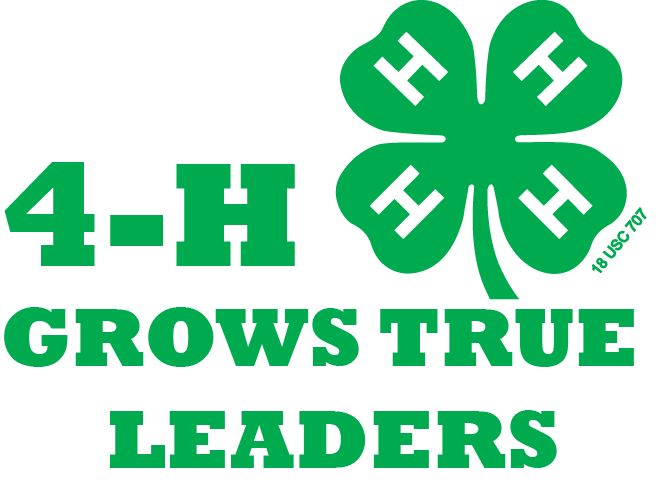 H H
H H
18 USC 707
4-H
GROWS TRUE
LEADERS